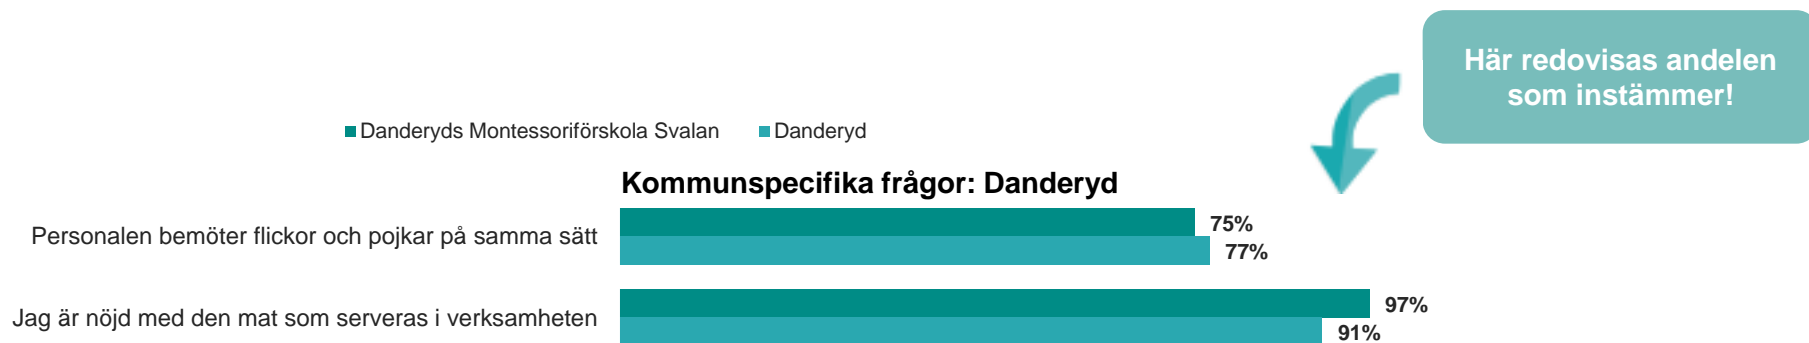 Här redovisas andelen
som instämmer!
Danderyds Montessoriförskola Svalan Danderyd
Kommunspecifika frågor: Danderyd
Personalen bemöter flickor och pojkar på samma sätt
75%
77%
Jag är nöjd med den mat som serveras i verksamheten
97%
91%